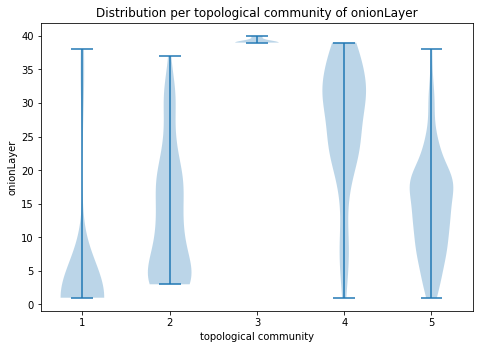 Distribution per topological community of onionLayer
40
35
30
25
20
15
10
5
0
onionLayer
1 2 3 4 5
topological community